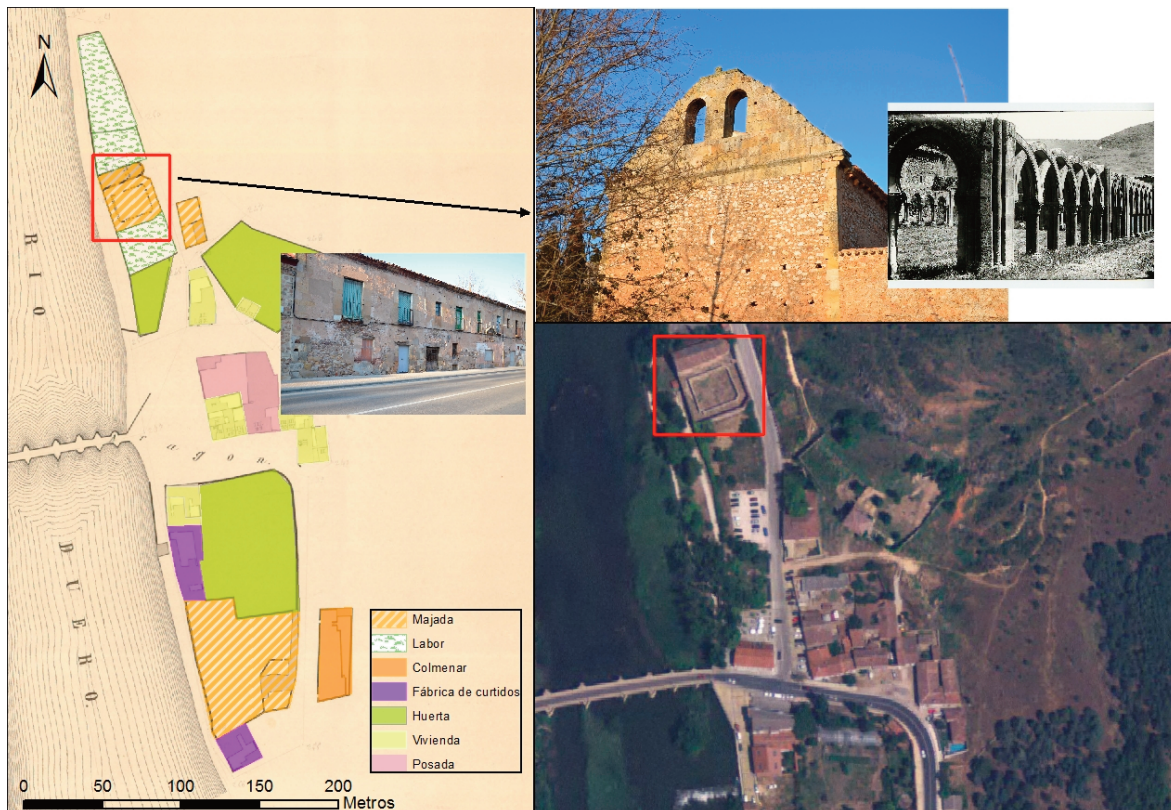 N
RIO
ragon
DUERO
Majada
Labor
Colmenar
Fábrica de curtidos
Huerta
Vivienda
Posada
0 50 100 150 200
Metros